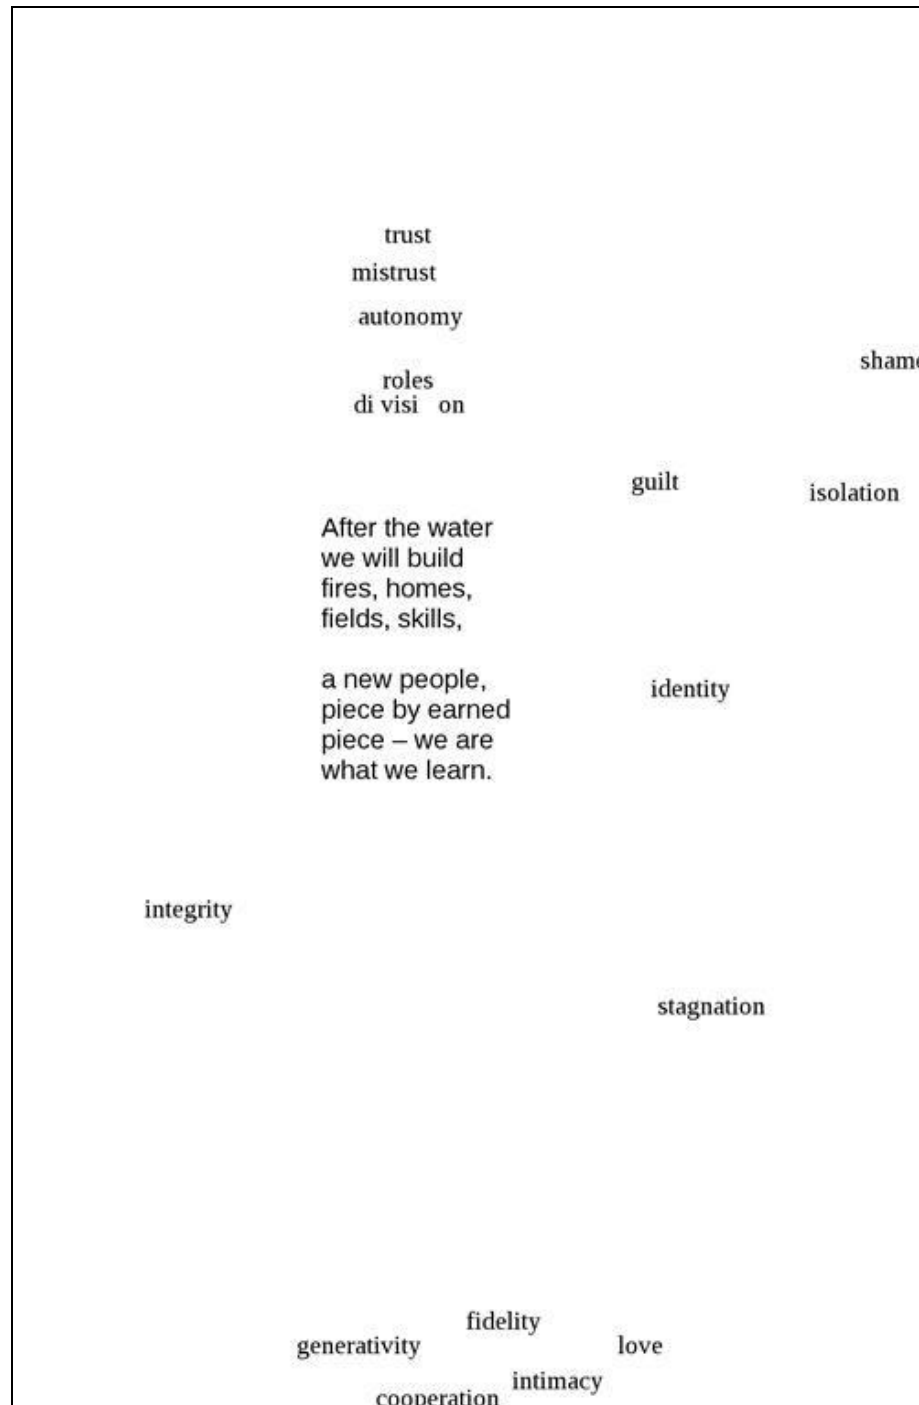 trust
mistrust
autonomy
shame
roles
di visi on
guilt
isolation
After the water
we will build
fires, homes,
fields, skills,
a new people,
piece by earned
piece – we are
what we learn.
identity
integrity
stagnation
fidelity
generativity
love
intimacy
cooperation